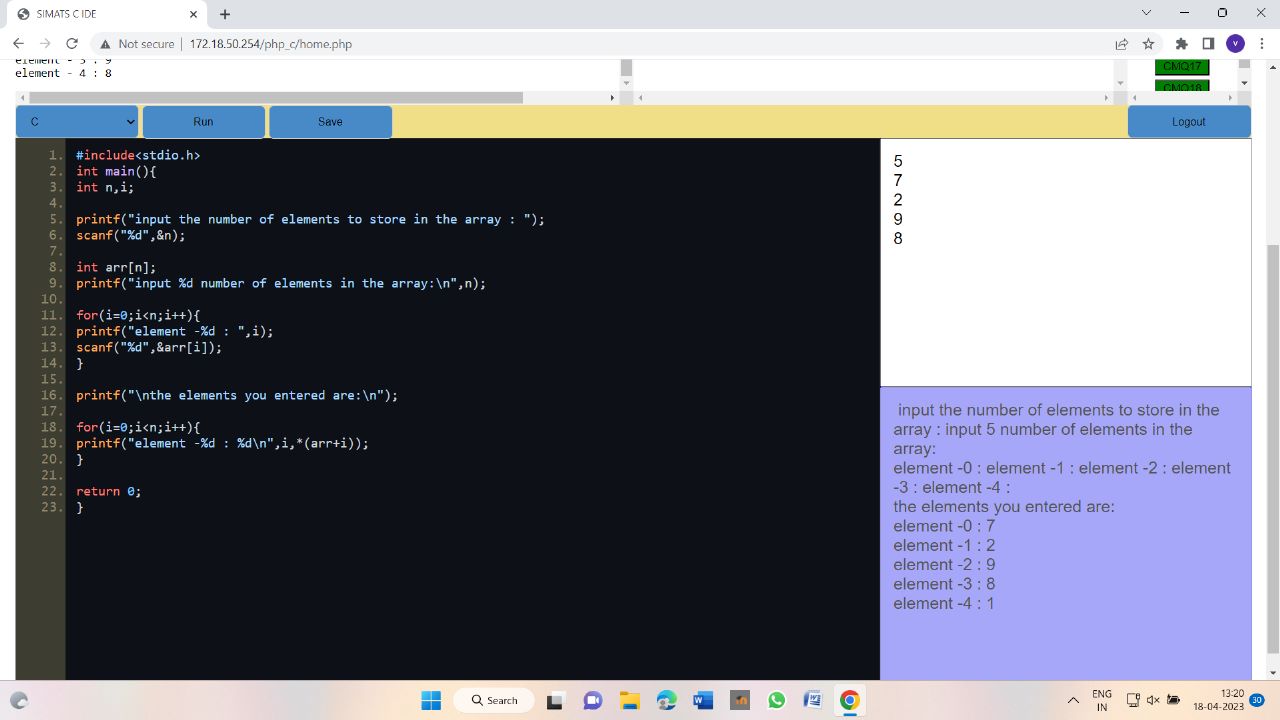 SIMATS C IDE
Not secure | 172.18.50.254/php_c/home.php
element - 3 : 9
element - 4 : 8
CMQ17
CMQ18
C Run Save Logout
1. #include<stdio.h>
2. int main(){
3. int n,i;
4.
5. printf("input the number of elements to store in the array : ");
6. scanf("%d",&n);
7.
8. int arr[n];
9. printf("input %d number of elements in the array:\n",n);
10.
11. for(i=0;i<n;i++){
12. printf("element -%d : ",i);
13. scanf("%d",&arr[i]);
14. }
15.
16. printf("\nthe elements you entered are:\n");
17.
18. for(i=0;i<n;i++){
19. printf("element -%d : %d\n",i,*(arr+i));
20. }
21.
22. return 0;
23. }
5
7
2
9
8
input the number of elements to store in the
array : input 5 number of elements in the
array:
element -0 : element -1 : element -2 : element
-3 : element -4 :
the elements you entered are:
element -0 : 7
element -1 : 2
element -2 : 9
element -3 : 8
element -4 : 1
Search
ENG
IN
13:20
18-04-2023
30